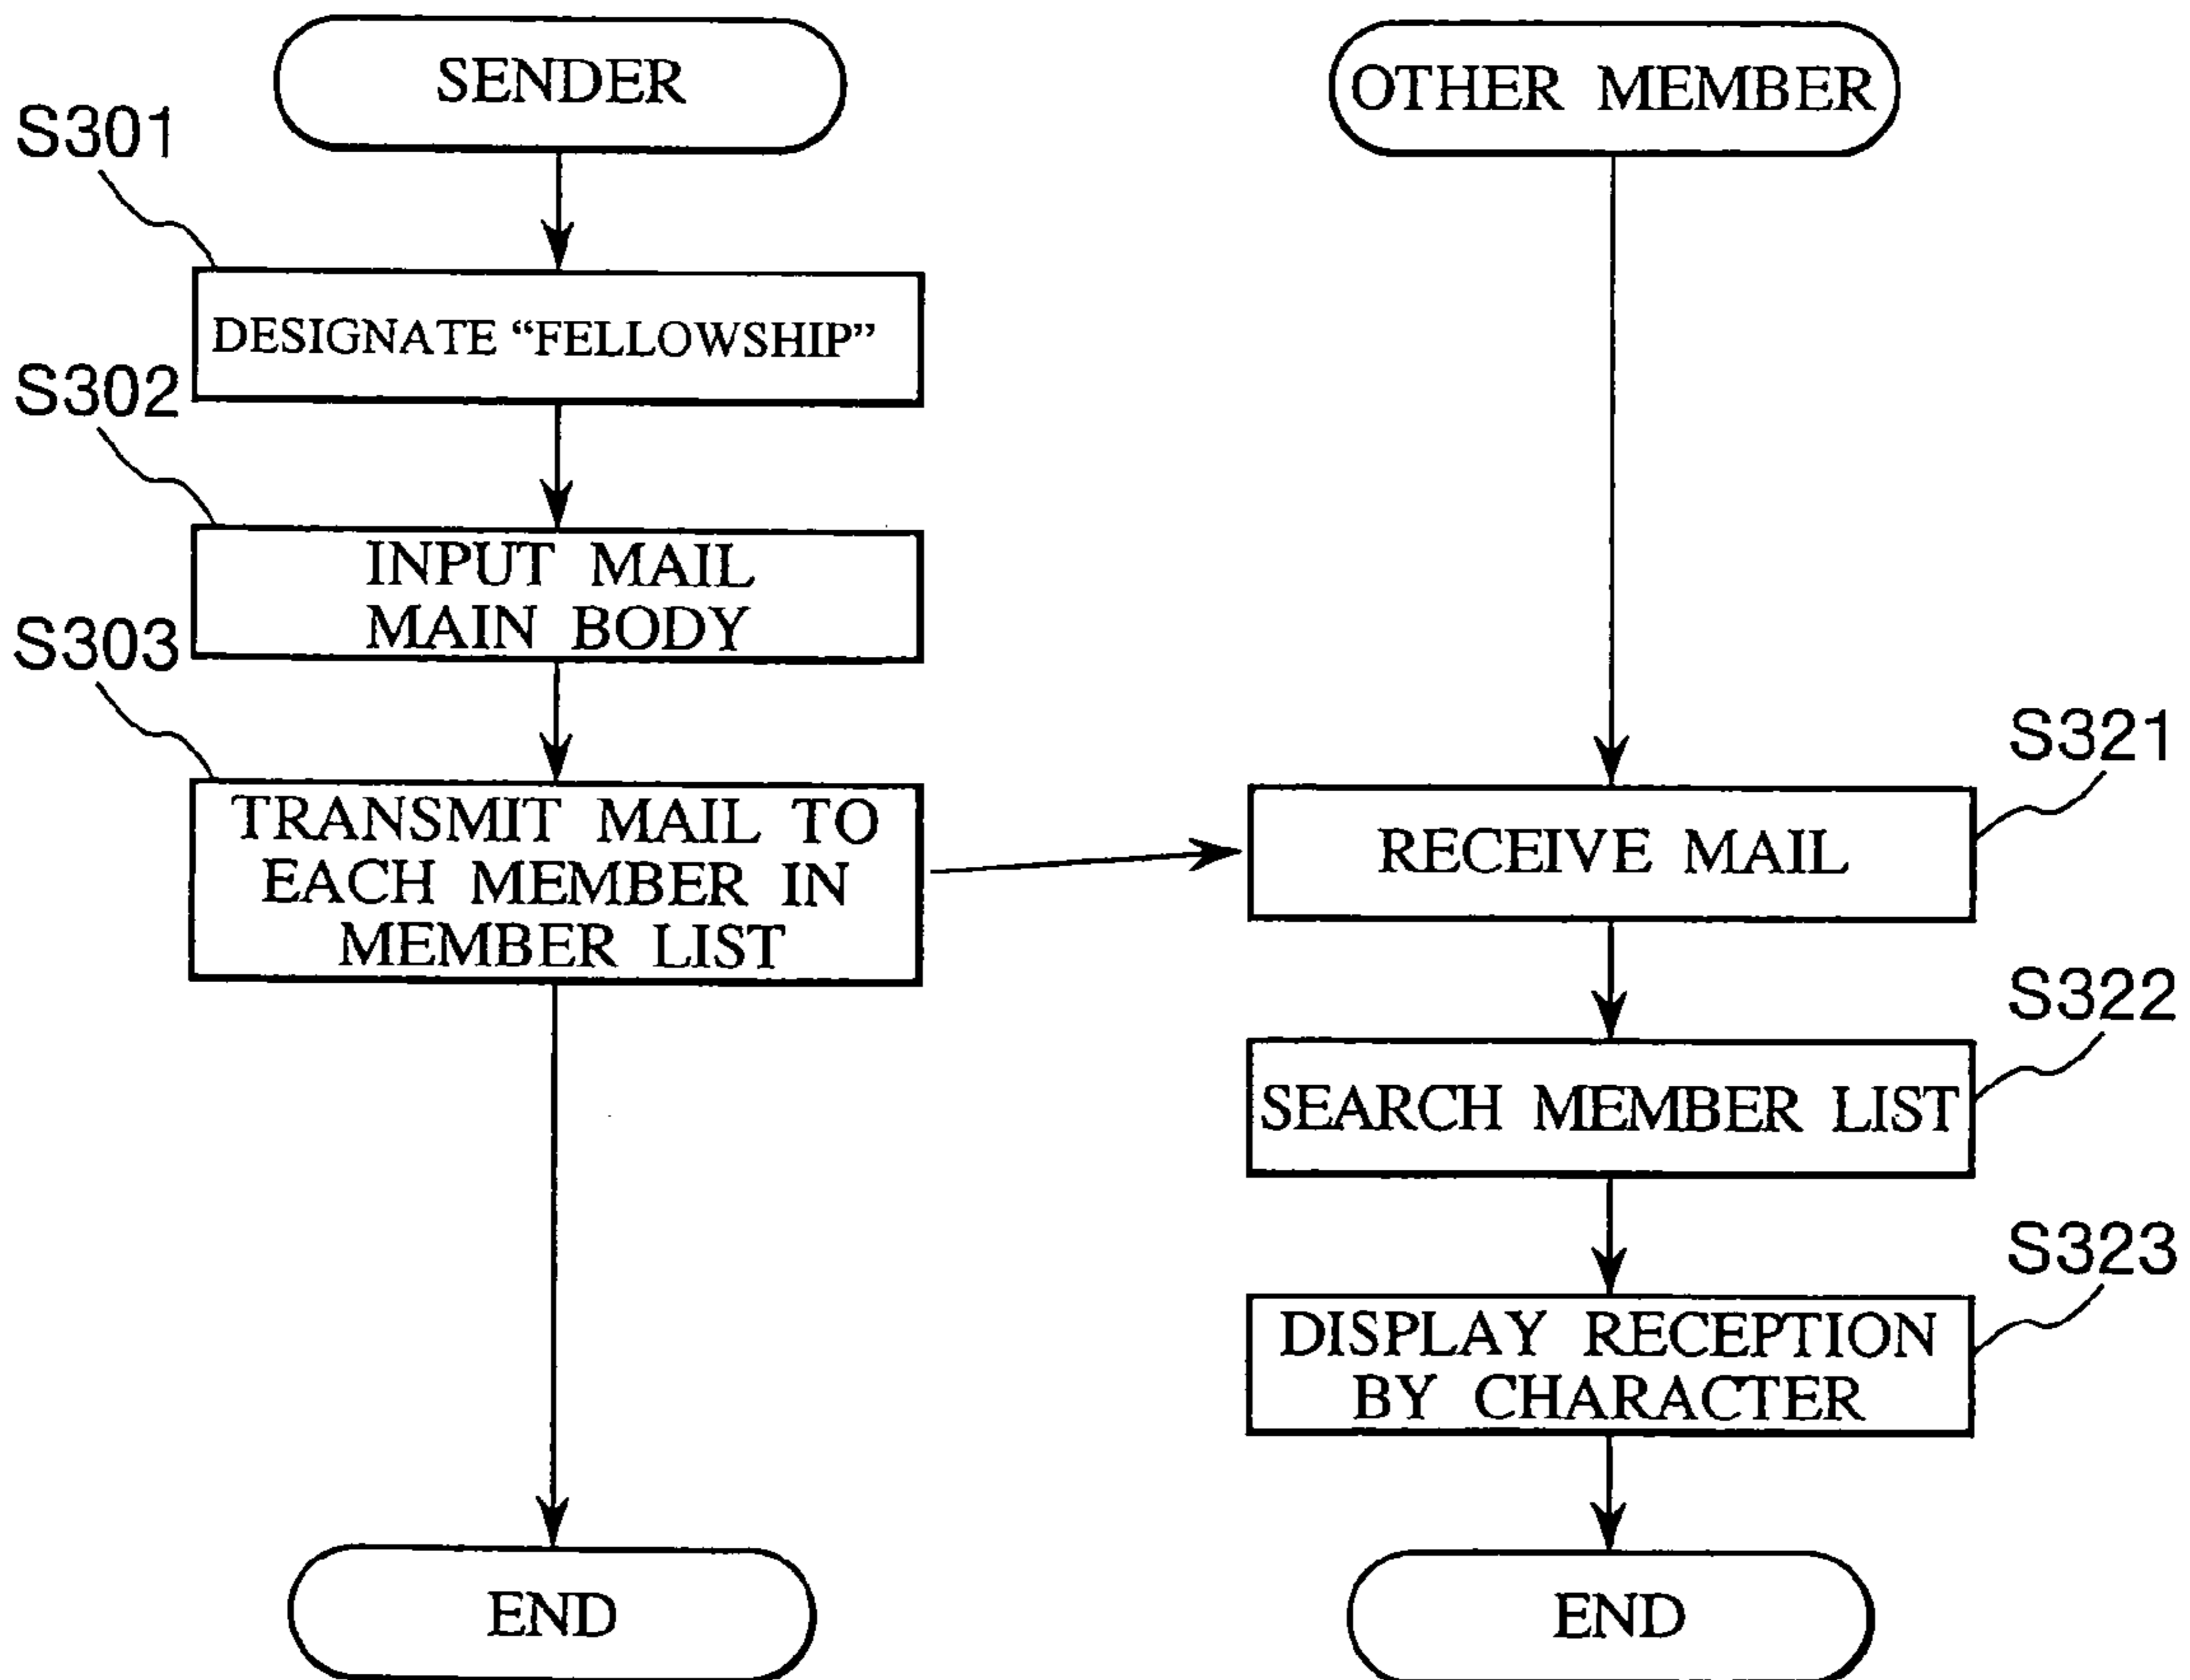 SENDER
S301
DESIGNATE “FELLOWSHIP”
S302
INPUT MAIL
MAIN BODY
S303
TRANSMIT MAIL TO
EACH MEMBER IN
MEMBER LIST
END
OTHER MEMBER
S321
RECEIVE MAIL
S322
SEARCH MEMBER LIST
S323
DISPLAY RECEPTION
BY CHARACTER
END